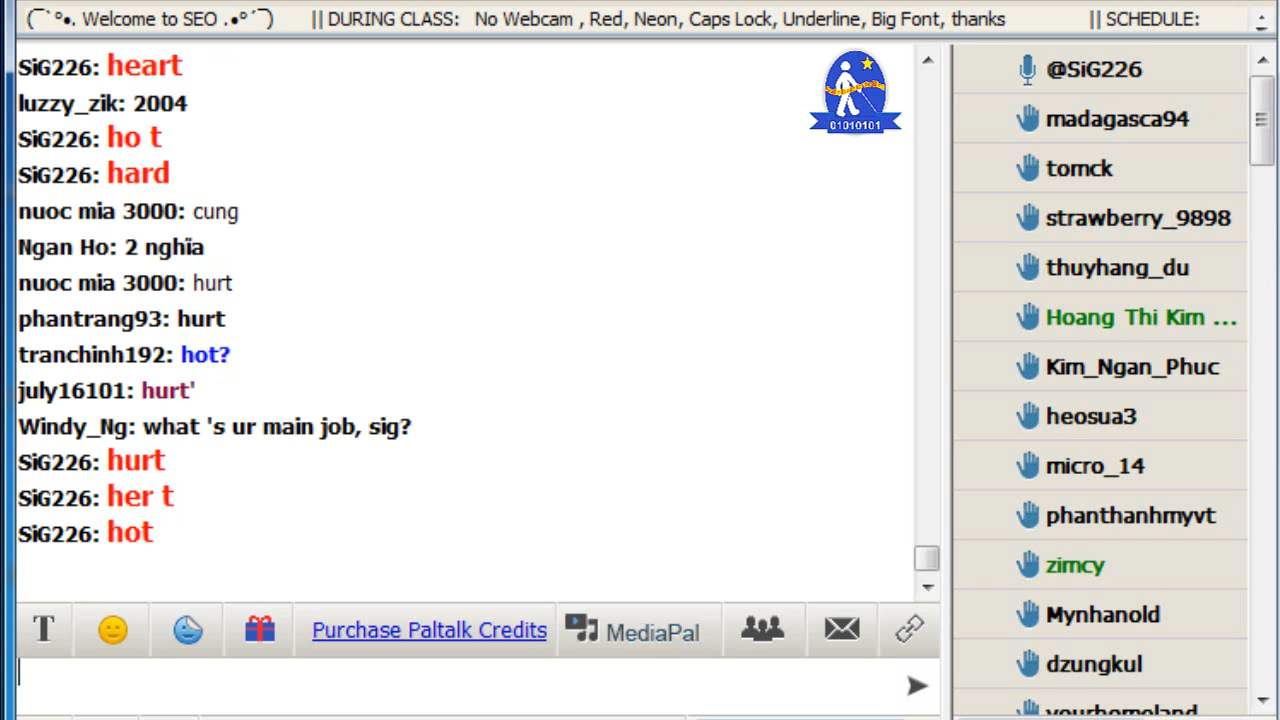 (¯`°•. Welcome to SEO .•°´¯) || DURING CLASS: No Webcam , Red, Neon, Caps Lock, Underline, Big Font, thanks || SCHEDULE:
SiG226: heart
luzzy_zik: 2004
SiG226: ho t
SiG226: hard
nuoc mia 3000: cung
Ngan Ho: 2 nghĩa
nuoc mia 3000: hurt
phantrang93: hurt
tranchinh192: hot?
july16101: hurt'
Windy_Ng: what 's ur main job, sig?
SiG226: hurt
SiG226: her t
SiG226: hot
01010101
@SiG226
madagasca94
tomck
strawberry_9898
thuyhang_du
Hoang Thi Kim ...
Kim_Ngan_Phuc
heosua3
micro_14
phanthanhmyvt
zimcy
Mynhanold
dzungkul
yourhomeland
T Purchase Paltalk Credits MediaPal